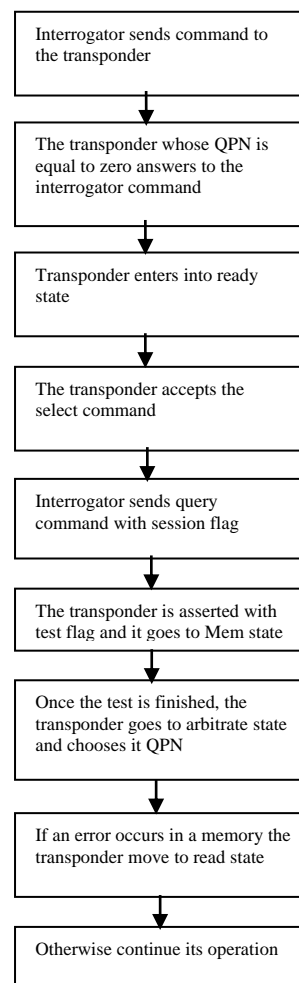 Interrogator sends command to
the transponder
The transponder whose QPN is
equal to zero answers to the
interrogator command
Transponder enters into ready
state
The transponder accepts the
select command
Interrogator sends query
command with session flag
The transponder is asserted with
test flag and it goes to Mem state
Once the test is finished, the
transponder goes to arbitrate state
and chooses it QPN
If an error occurs in a memory the
transponder move to read state
Otherwise continue its operation